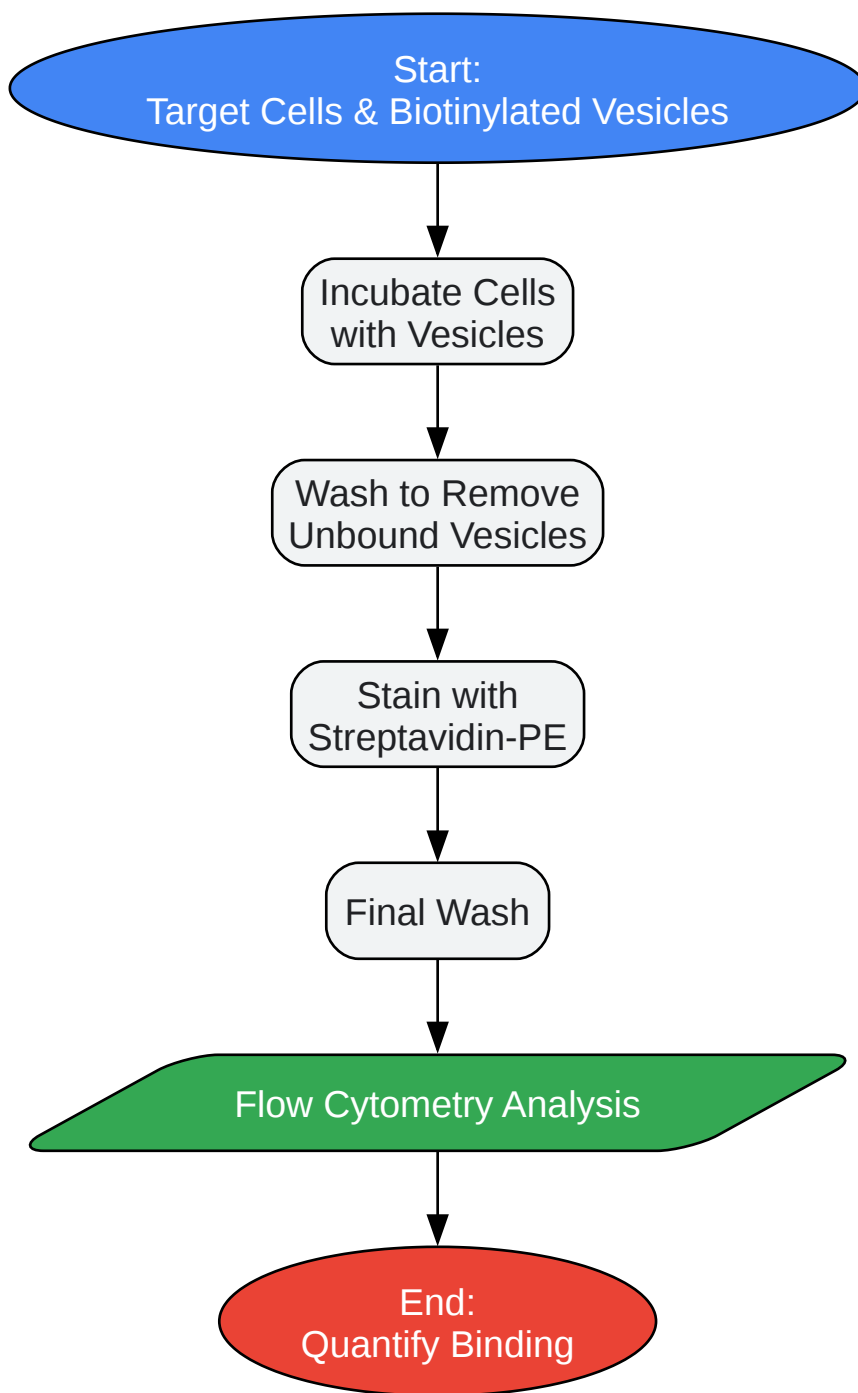 Start:
Target Cells & Biotinylated Vesicles
Incubate Cells
with Vesicles
Wash to Remove
Unbound Vesicles
Stain with
Streptavidin-PE
Final Wash
Flow Cytometry Analysis
End:
Quantify Binding